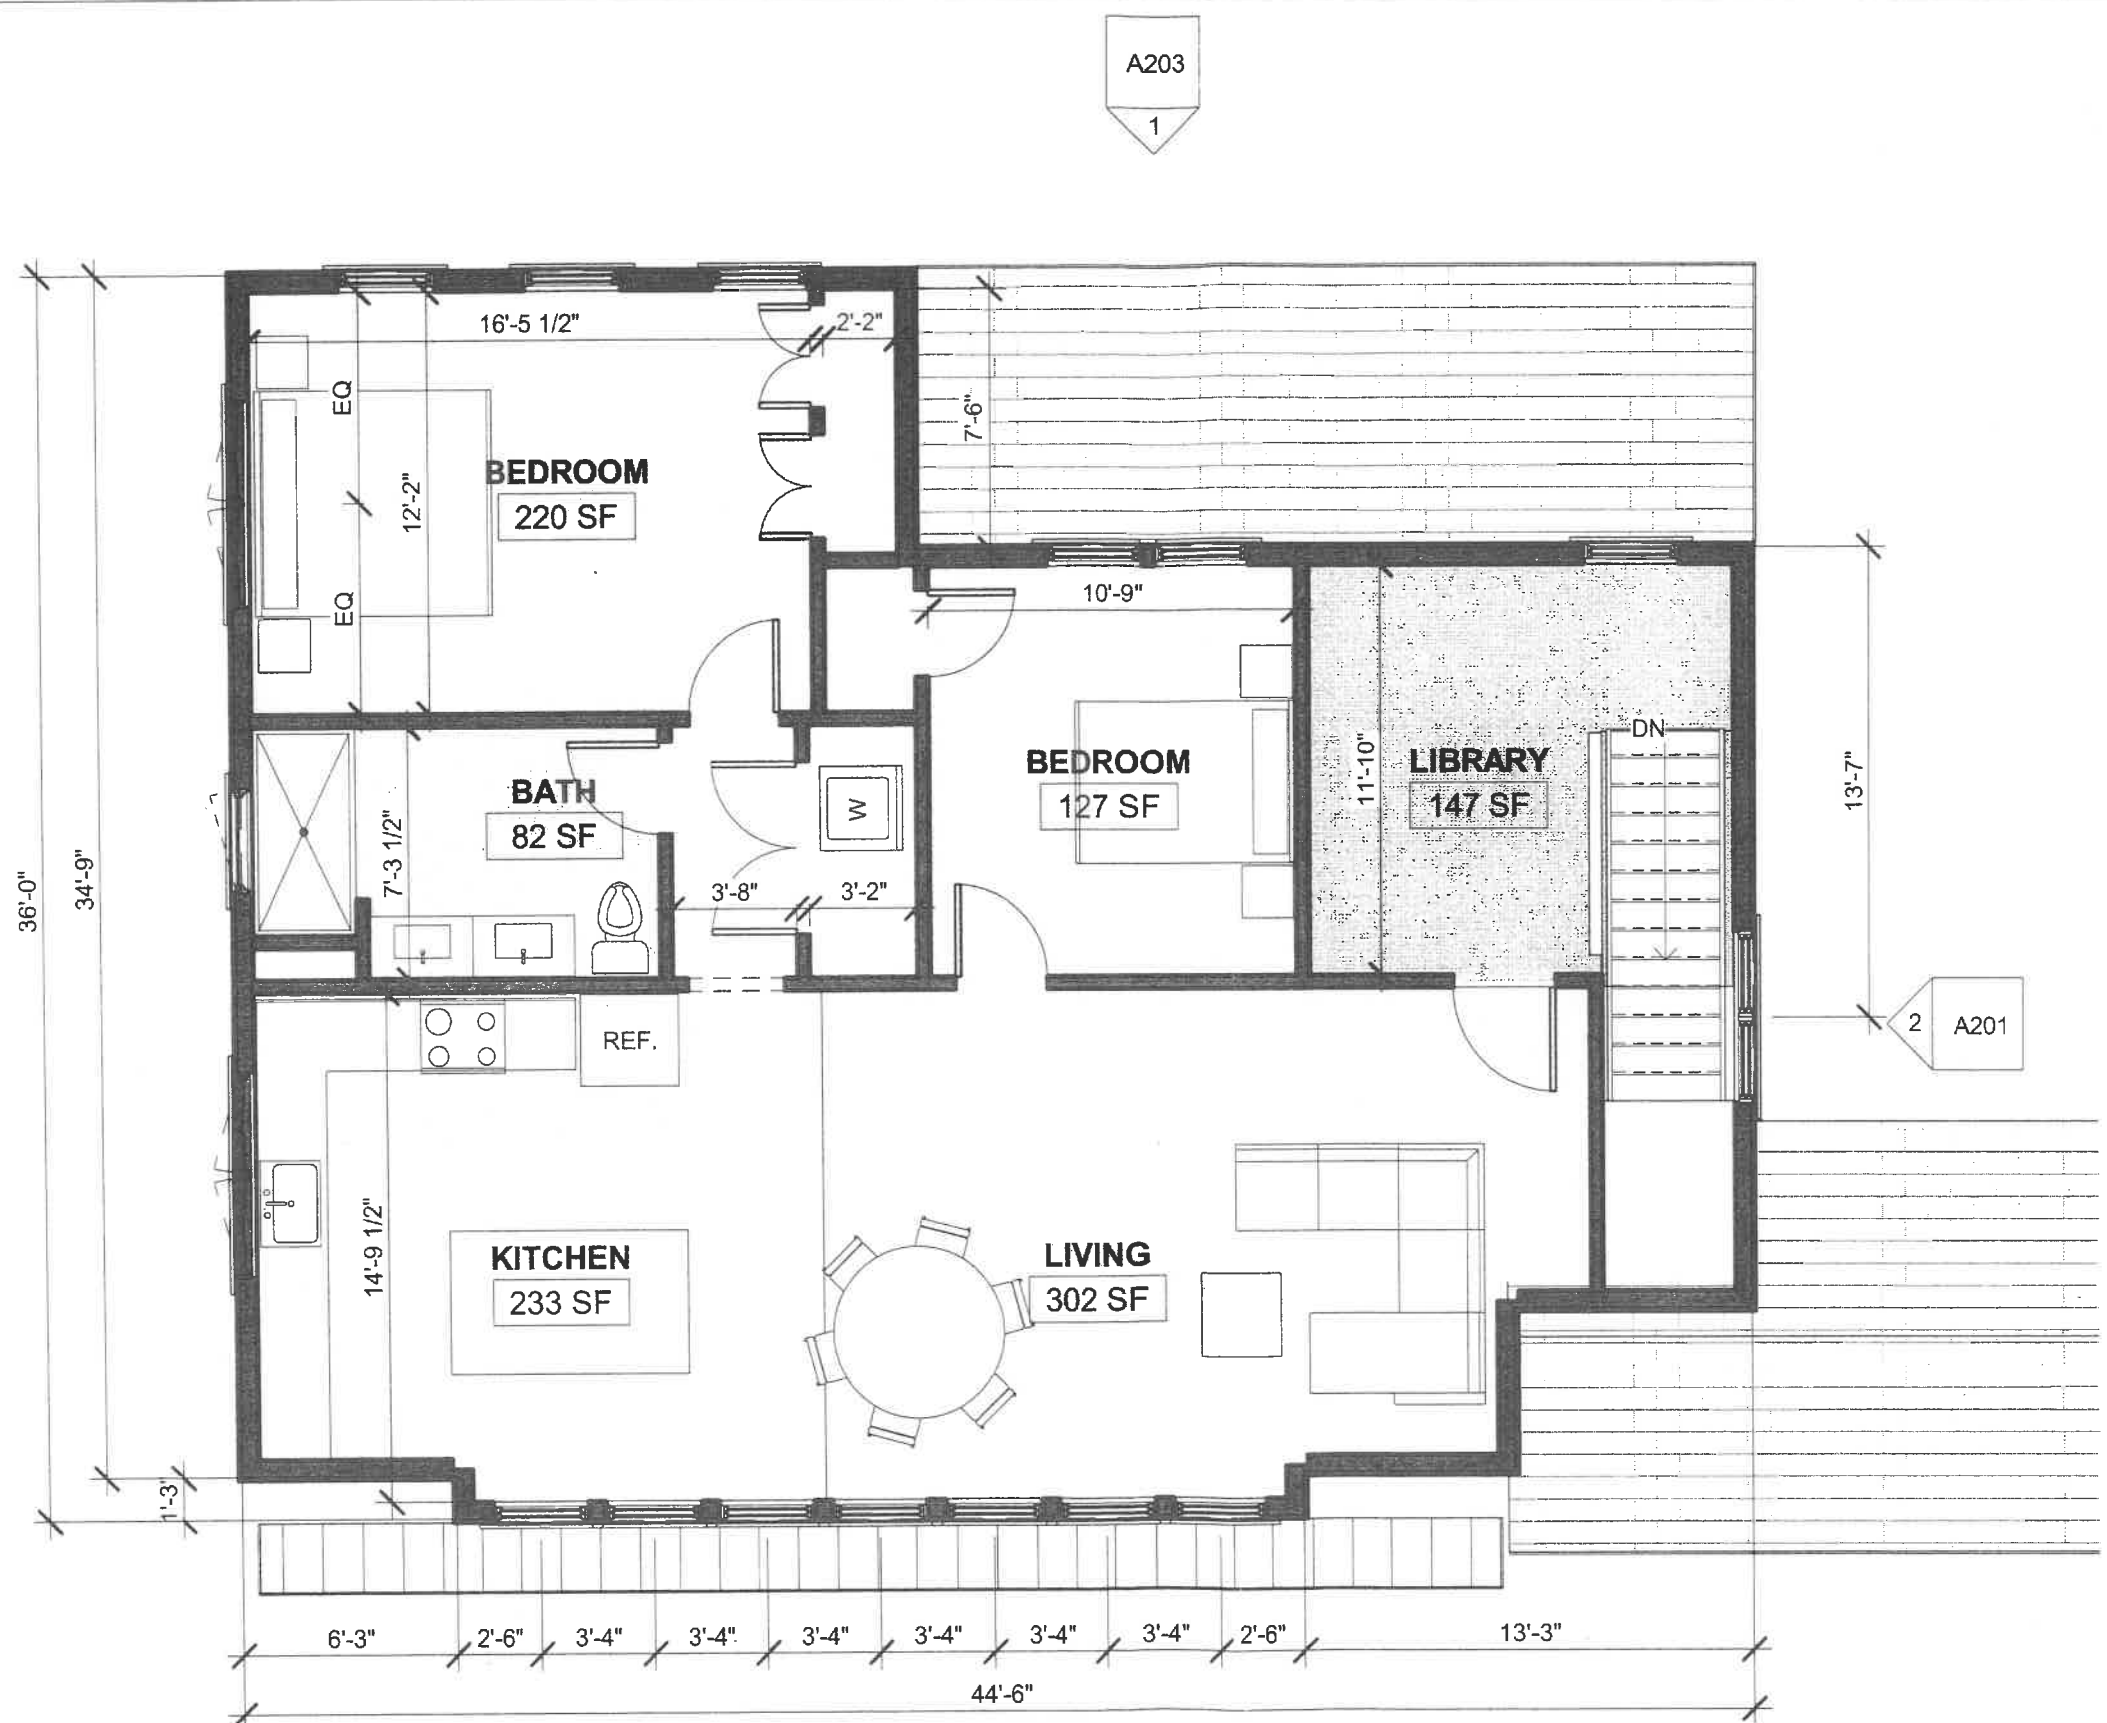 A203
1
16'-5 1/2"
2'-2"
EQ
7'-6"
BEDROOM
220 SF
12'-2"
EQ
10'-9"
DN
BEDROOM
127 SF
11'-10"
LIBRARY
147 SF
13'-7"
BATH
82 SF
W
7'-3 1/2"
3'-8"
3'-2"
36'-0"
34'-9"
REF.
2
A201
14'-9 1/2"
KITCHEN
233 SF
LIVING
302 SF
1'-3"
6'-3"
2'-6"
3'-4"
3'-4"
3'-4"
3'-4"
3'-4"
3'-4"
2'-6"
13'-3"
44'-6"